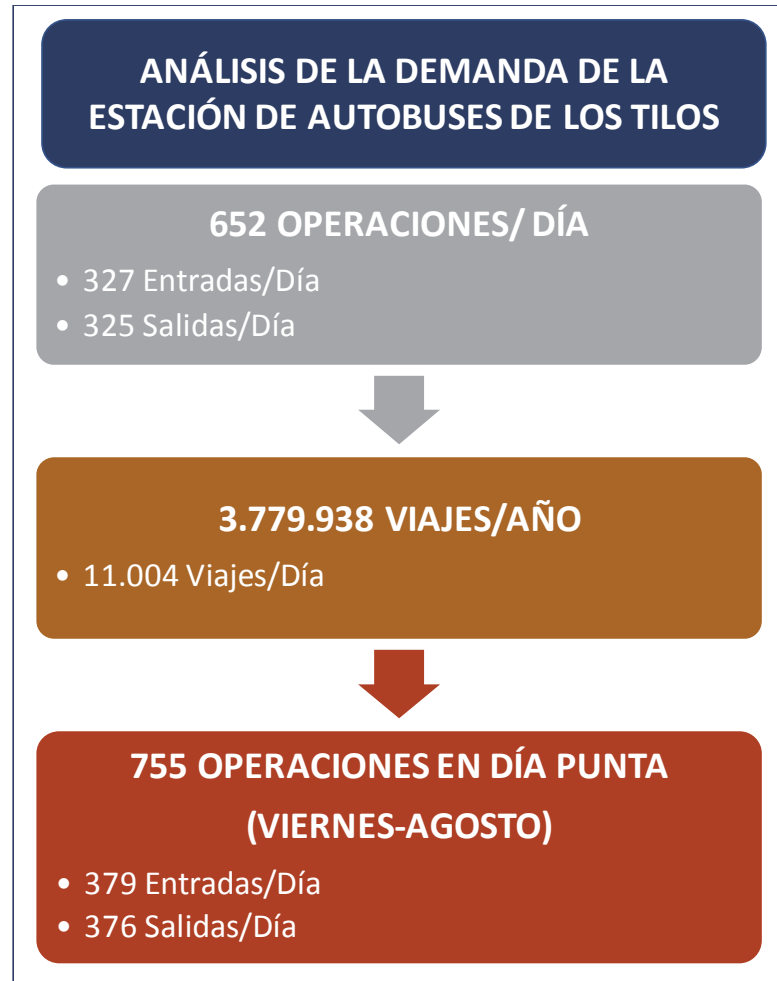 ANÁLISIS DE LA DEMANDA DE LA
ESTACIÓN DE AUTOBUSES DE LOS TILOS
652 OPERACIONES/ DÍA
• 327 Entradas/Día
• 325 Salidas/Día
3.779.938 VIAJES/AÑO
• 11.004 Viajes/Día
755 OPERACIONES EN DÍA PUNTA
(VIERNES-AGOSTO)
• 379 Entradas/Día
• 376 Salidas/Día